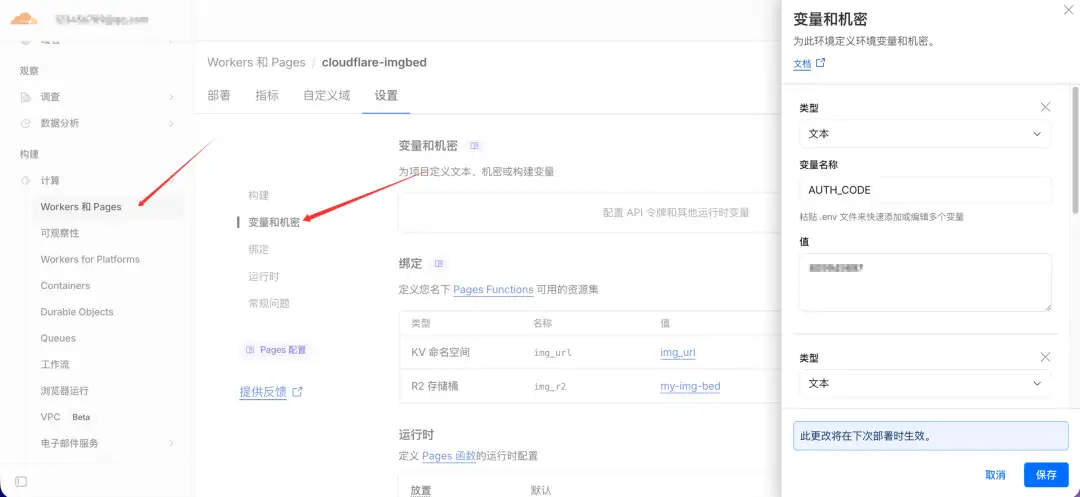 观察
调查
数据分析
构建
计算
Workers 和 Pages
可观察性
Workers for Platforms
Containers
Durable Objects
Queues
工作流
浏览器运行
VPC Beta
电子邮件服务
Workers 和 Pages / cloudflare-imgbed
部署 指标 自定义域 设置
构建
变量和机密
绑定
运行时
常规问题
Pages 配置
提供反馈
变量和机密
为项目定义文本、机密或构建变量
配置 API 令牌和其他运行时变量
绑定
定义您名下 Pages Functions 可用的资源集
类型 名称 值
KV 命名空间 img_url img_url
R2 存储桶 img_r2 my-img-bed
运行时
定义 Pages 函数的运行时配置
放置 默认
变量和机密
为此环境定义环境变量和机密。
文档
类型
文本
变量名称
AUTH_CODE
粘贴 .env 文件来快速添加或编辑多个变量
值
类型
文本
此更改将在下次部署时生效。
取消 保存